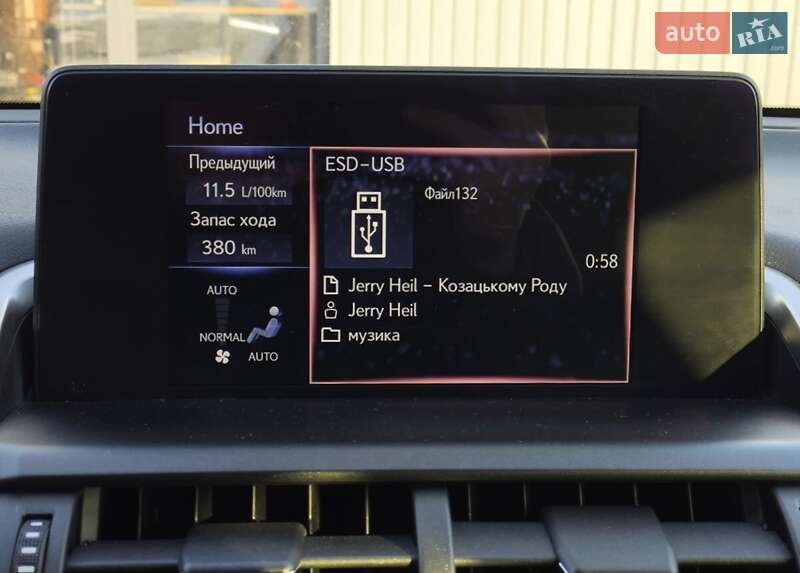 auto RIA.com
Home
Предыдущий
11.5 L/100km
Запас хода
380 km
AUTO
NORMAL
AUTO
ESD-USB
Файл132
0:58
Jerry Heil - Козацькому Роду
Jerry Heil
музика